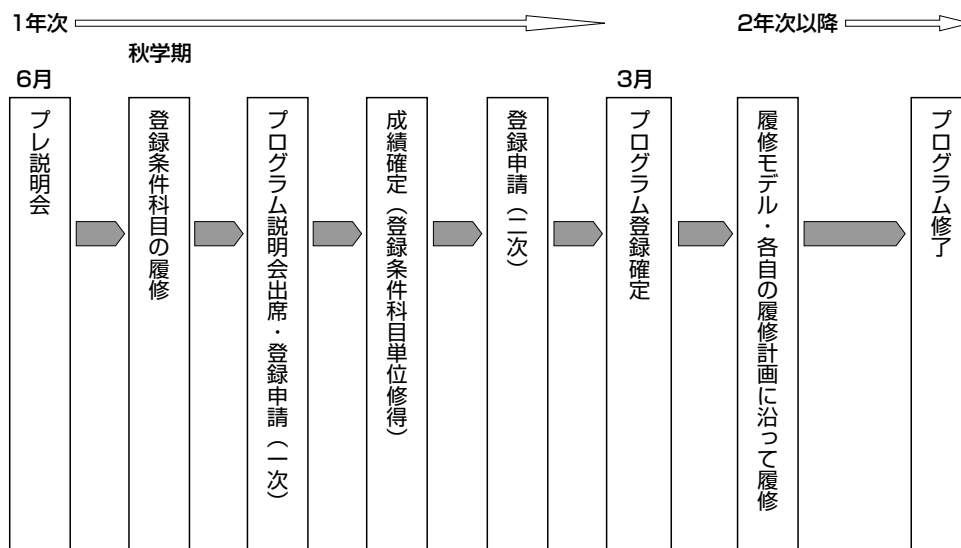 1年次
2年次以降
秋学期
6月
3月
プレ説明会
登録条件科目の履修
プログラム説明会出席・登録申請（一次）
成績確定（登録条件科目単位修得）
登録申請（二次）
プログラム登録確定
履修モデル・各自の履修計画に沿って履修
プログラム修了